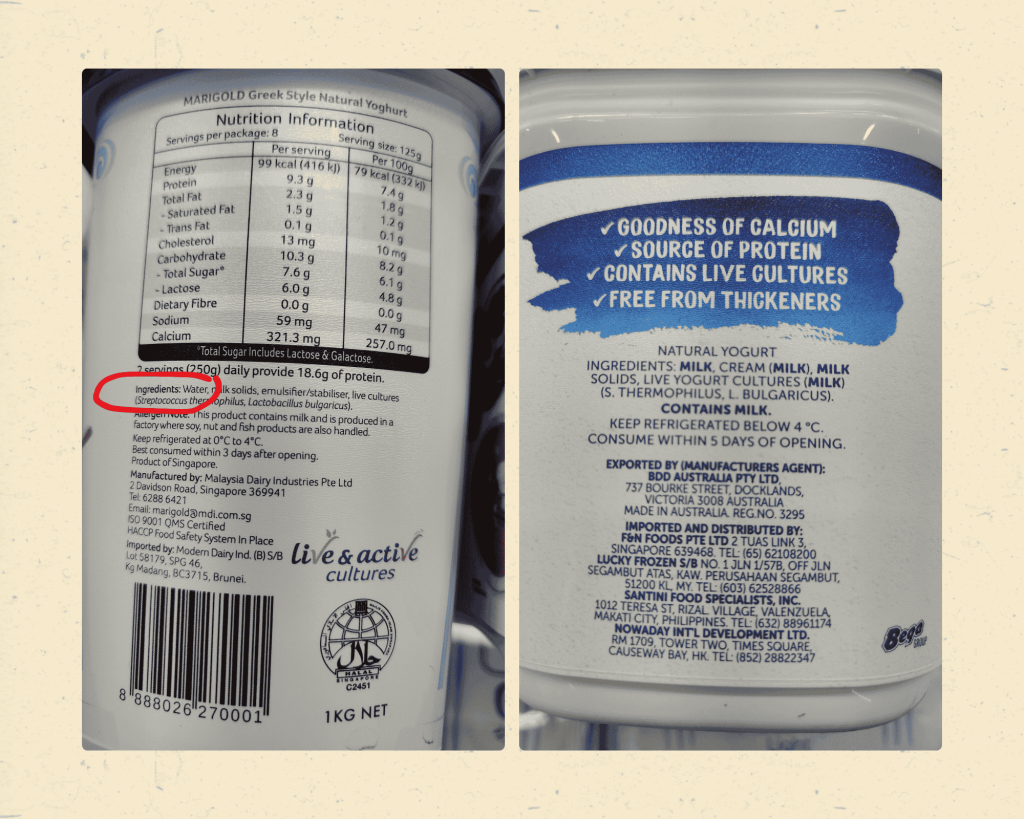 MARIGOLD Greek Style Natural Yoghurt
Nutrition Information
Servings per package: 8 Serving size: 125g
Per serving Per 100g
Energy 99 kcal (416 kJ) 79 kcal (332 kJ)
Protein 9.3 g 7.4 g
Total Fat 2.3 g 1.8 g
- Saturated Fat 1.5 g 1.2 g
- Trans Fat 0.1 g 0.1 g
Cholesterol 13 mg 10 mg
Carbohydrate 10.3 g 8.2 g
- Total Sugar* 7.6 g 6.1 g
- Lactose 6.0 g 4.8 g
Dietary Fibre 0.0 g 0.0 g
Sodium 59 mg 47 mg
Calcium 321.3 mg 257.0 mg
*Total Sugar Includes Lactose & Galactose.
2 servings (250g) daily provide 18.6g of protein.
Ingredients: Water, milk solids, emulsifier/stabiliser, live cultures
(Streptococcus thermophilus, Lactobacillus bulgaricus).
Allergen Note: This product contains milk and is produced in a
factory where soy, nut and fish products are also handled.
Keep refrigerated at 0°C to 4°C.
Best consumed within 3 days after opening.
Product of Singapore.
Manufactured by: Malaysia Dairy Industries Pte Ltd
2 Davidson Road, Singapore 369941
Tel: 6288 6421
Email: marigold@mdi.com.sg
ISO 9001 QMS Certified
HACCP Food Safety System In Place
Imported by: Modern Dairy Ind. (B) S/B
Lot 58179, SPG 46,
Kg Madang, BC3715, Brunei.
live & active
cultures
حلال
HALAL
SINGAPORE
C2451
8 888026 270001
1KG NET
✓GOODNESS OF CALCIUM
✓SOURCE OF PROTEIN
✓CONTAINS LIVE CULTURES
✓FREE FROM THICKENERS
NATURAL YOGURT
INGREDIENTS: MILK, CREAM (MILK), MILK
SOLIDS, LIVE YOGURT CULTURES (MILK)
(S. THERMOPHILUS, L. BULGARICUS).
CONTAINS MILK.
KEEP REFRIGERATED BELOW 4 °C.
CONSUME WITHIN 5 DAYS OF OPENING.
EXPORTED BY (MANUFACTURERS AGENT):
BDD AUSTRALIA PTY LTD,
737 BOURKE STREET, DOCKLANDS,
VICTORIA 3008 AUSTRALIA
MADE IN AUSTRALIA. REG.NO. 3295
IMPORTED AND DISTRIBUTED BY:
F&N FOODS PTE LTD 2 TUAS LINK 3,
SINGAPORE 639468. TEL: (65) 62108200
LUCKY FROZEN S/B NO. 1 JLN 1/57B, OFF JLN
SEGAMBUT ATAS, KAW. PERUSAHAAN SEGAMBUT,
51200 KL, MY. TEL: (603) 62528866
SANTINI FOOD SPECIALISTS, INC.
1012 TERESA ST, RIZAL VILLAGE, VALENZUELA,
MAKATI CITY, PHILIPPINES. TEL: (632) 88961174
NOWADAY INT'L DEVELOPMENT LTD.
RM 1709, TOWER TWO, TIMES SQUARE,
CAUSEWAY BAY, HK. TEL: (852) 28822347
Bega
GROUP